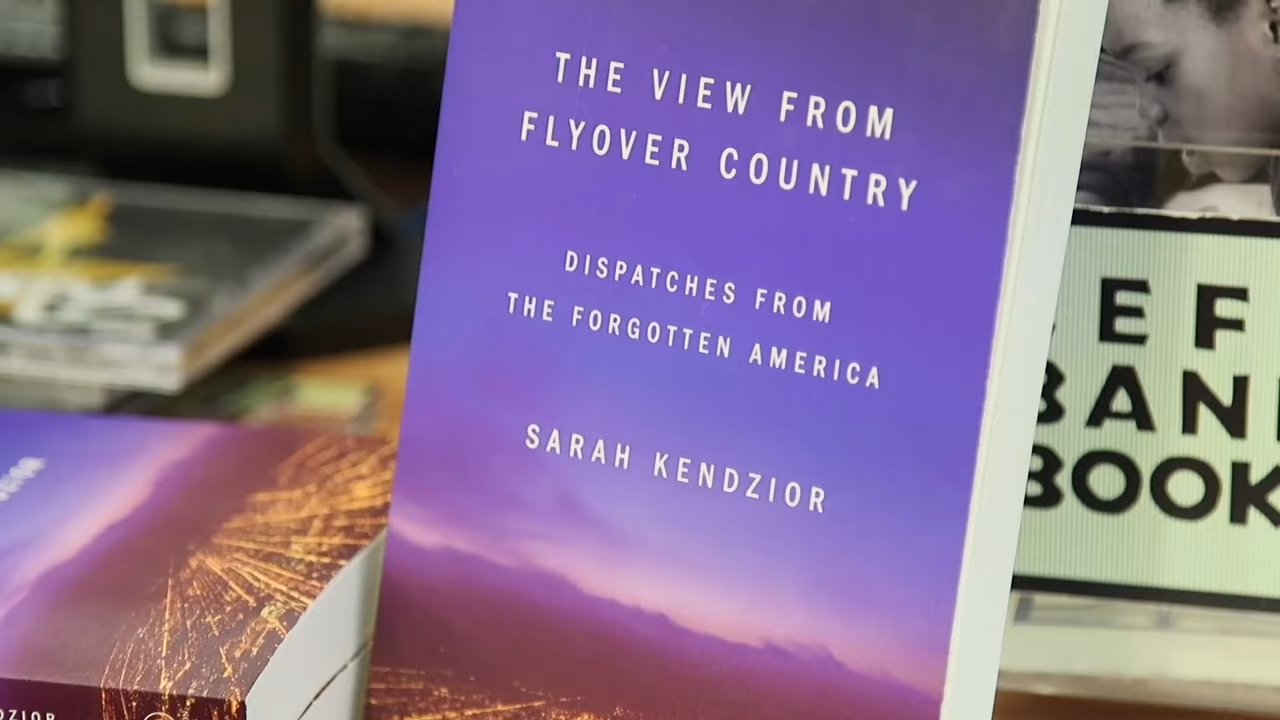 THE VIEW FROM
FLYOVER COUNTRY
DISPATCHES FROM
THE FORGOTTEN AMERICA
SARAH KENDZIOR
EF
BAN
BOOK